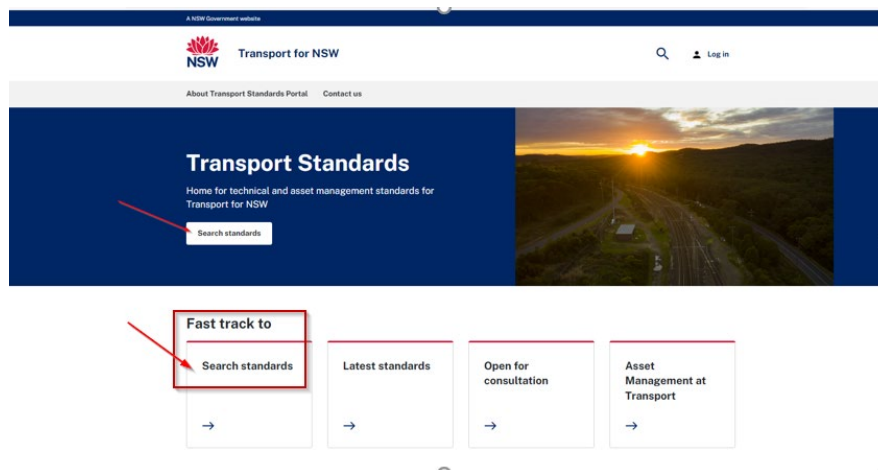 A NSW Government website
NSW
Transport for NSW
Log in
About Transport Standards Portal Contact us
Transport Standards
Home for technical and asset management standards for
Transport for NSW
Search standards
Fast track to
Search standards
Latest standards
Open for
consultation
Asset
Management at
Transport